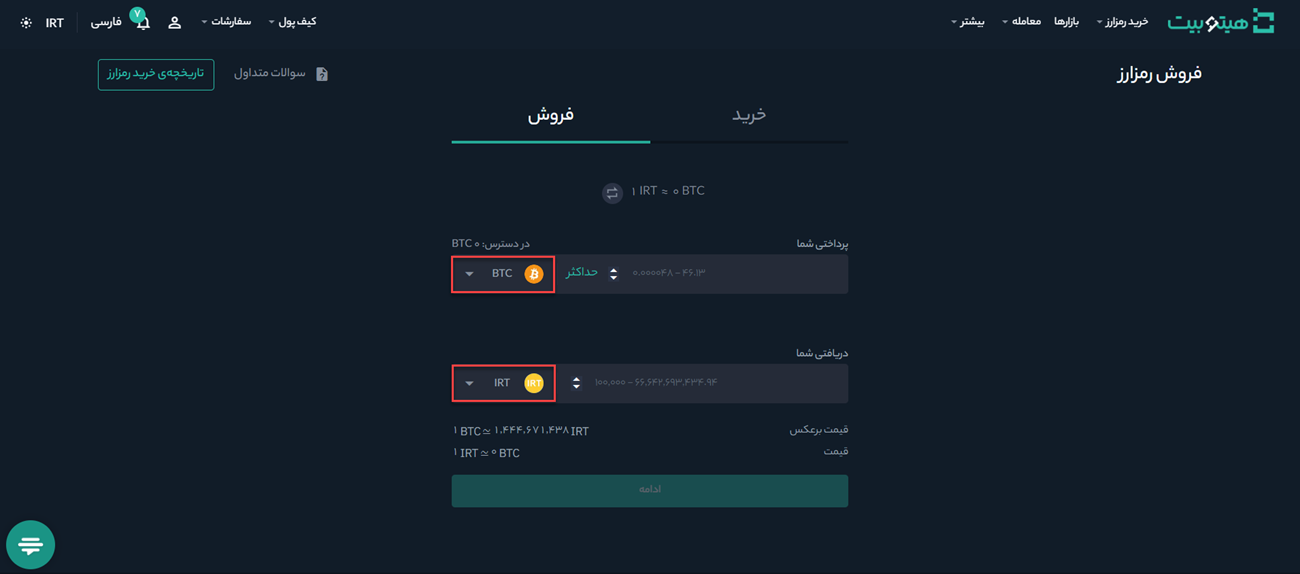 هیتوبیت
خرید رمزارز
بازارها
معامله
بیشتر
کیف پول
سفارشات
۷
فارسی
IRT
فروش رمزارز
سوالات متداول
تاریخچه‌ی خرید رمزارز
خرید
فروش
۱ IRT ≈ ۰ BTC
پرداختی شما
در دسترس: ۰ BTC
۰.۰۰۰۰۴۸ – ۴۶.۱۳
حداکثر
BTC
دریافتی شما
۱۰۰,۰۰۰ – ۶۶,۶۴۲,۶۹۳,۴۳۴.۹۴
IRT
IRT
قیمت برعکس
۱ BTC ≃ ۱,۴۴۴,۶۷۱,۴۳۸ IRT
قیمت
۱ IRT ≃ ۰ BTC
ادامه